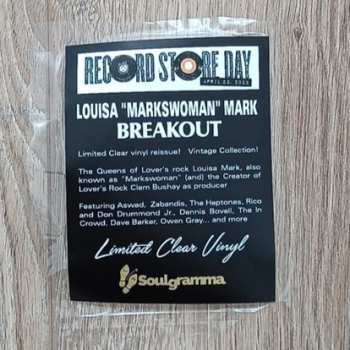 RECORD STORE DAY
APRIL 22, 2023
LOUISA "MARKSWOMAN" MARK
BREAKOUT
Limited Clear vinyl reissue! Vintage Collection!
The Queens of Lover's rock Louisa Mark, also
known as "Markswoman" (and) the Creator of
Lover's Rock Clem Bushay as producer
Featuring Aswad, Zabandis, The Heptones, Rico
and Don Drummond Jr., Dennis Bovell, The In
Crowd, Dave Barker, Owen Gray... and more
Limited Clear Vinyl
Soulgramma